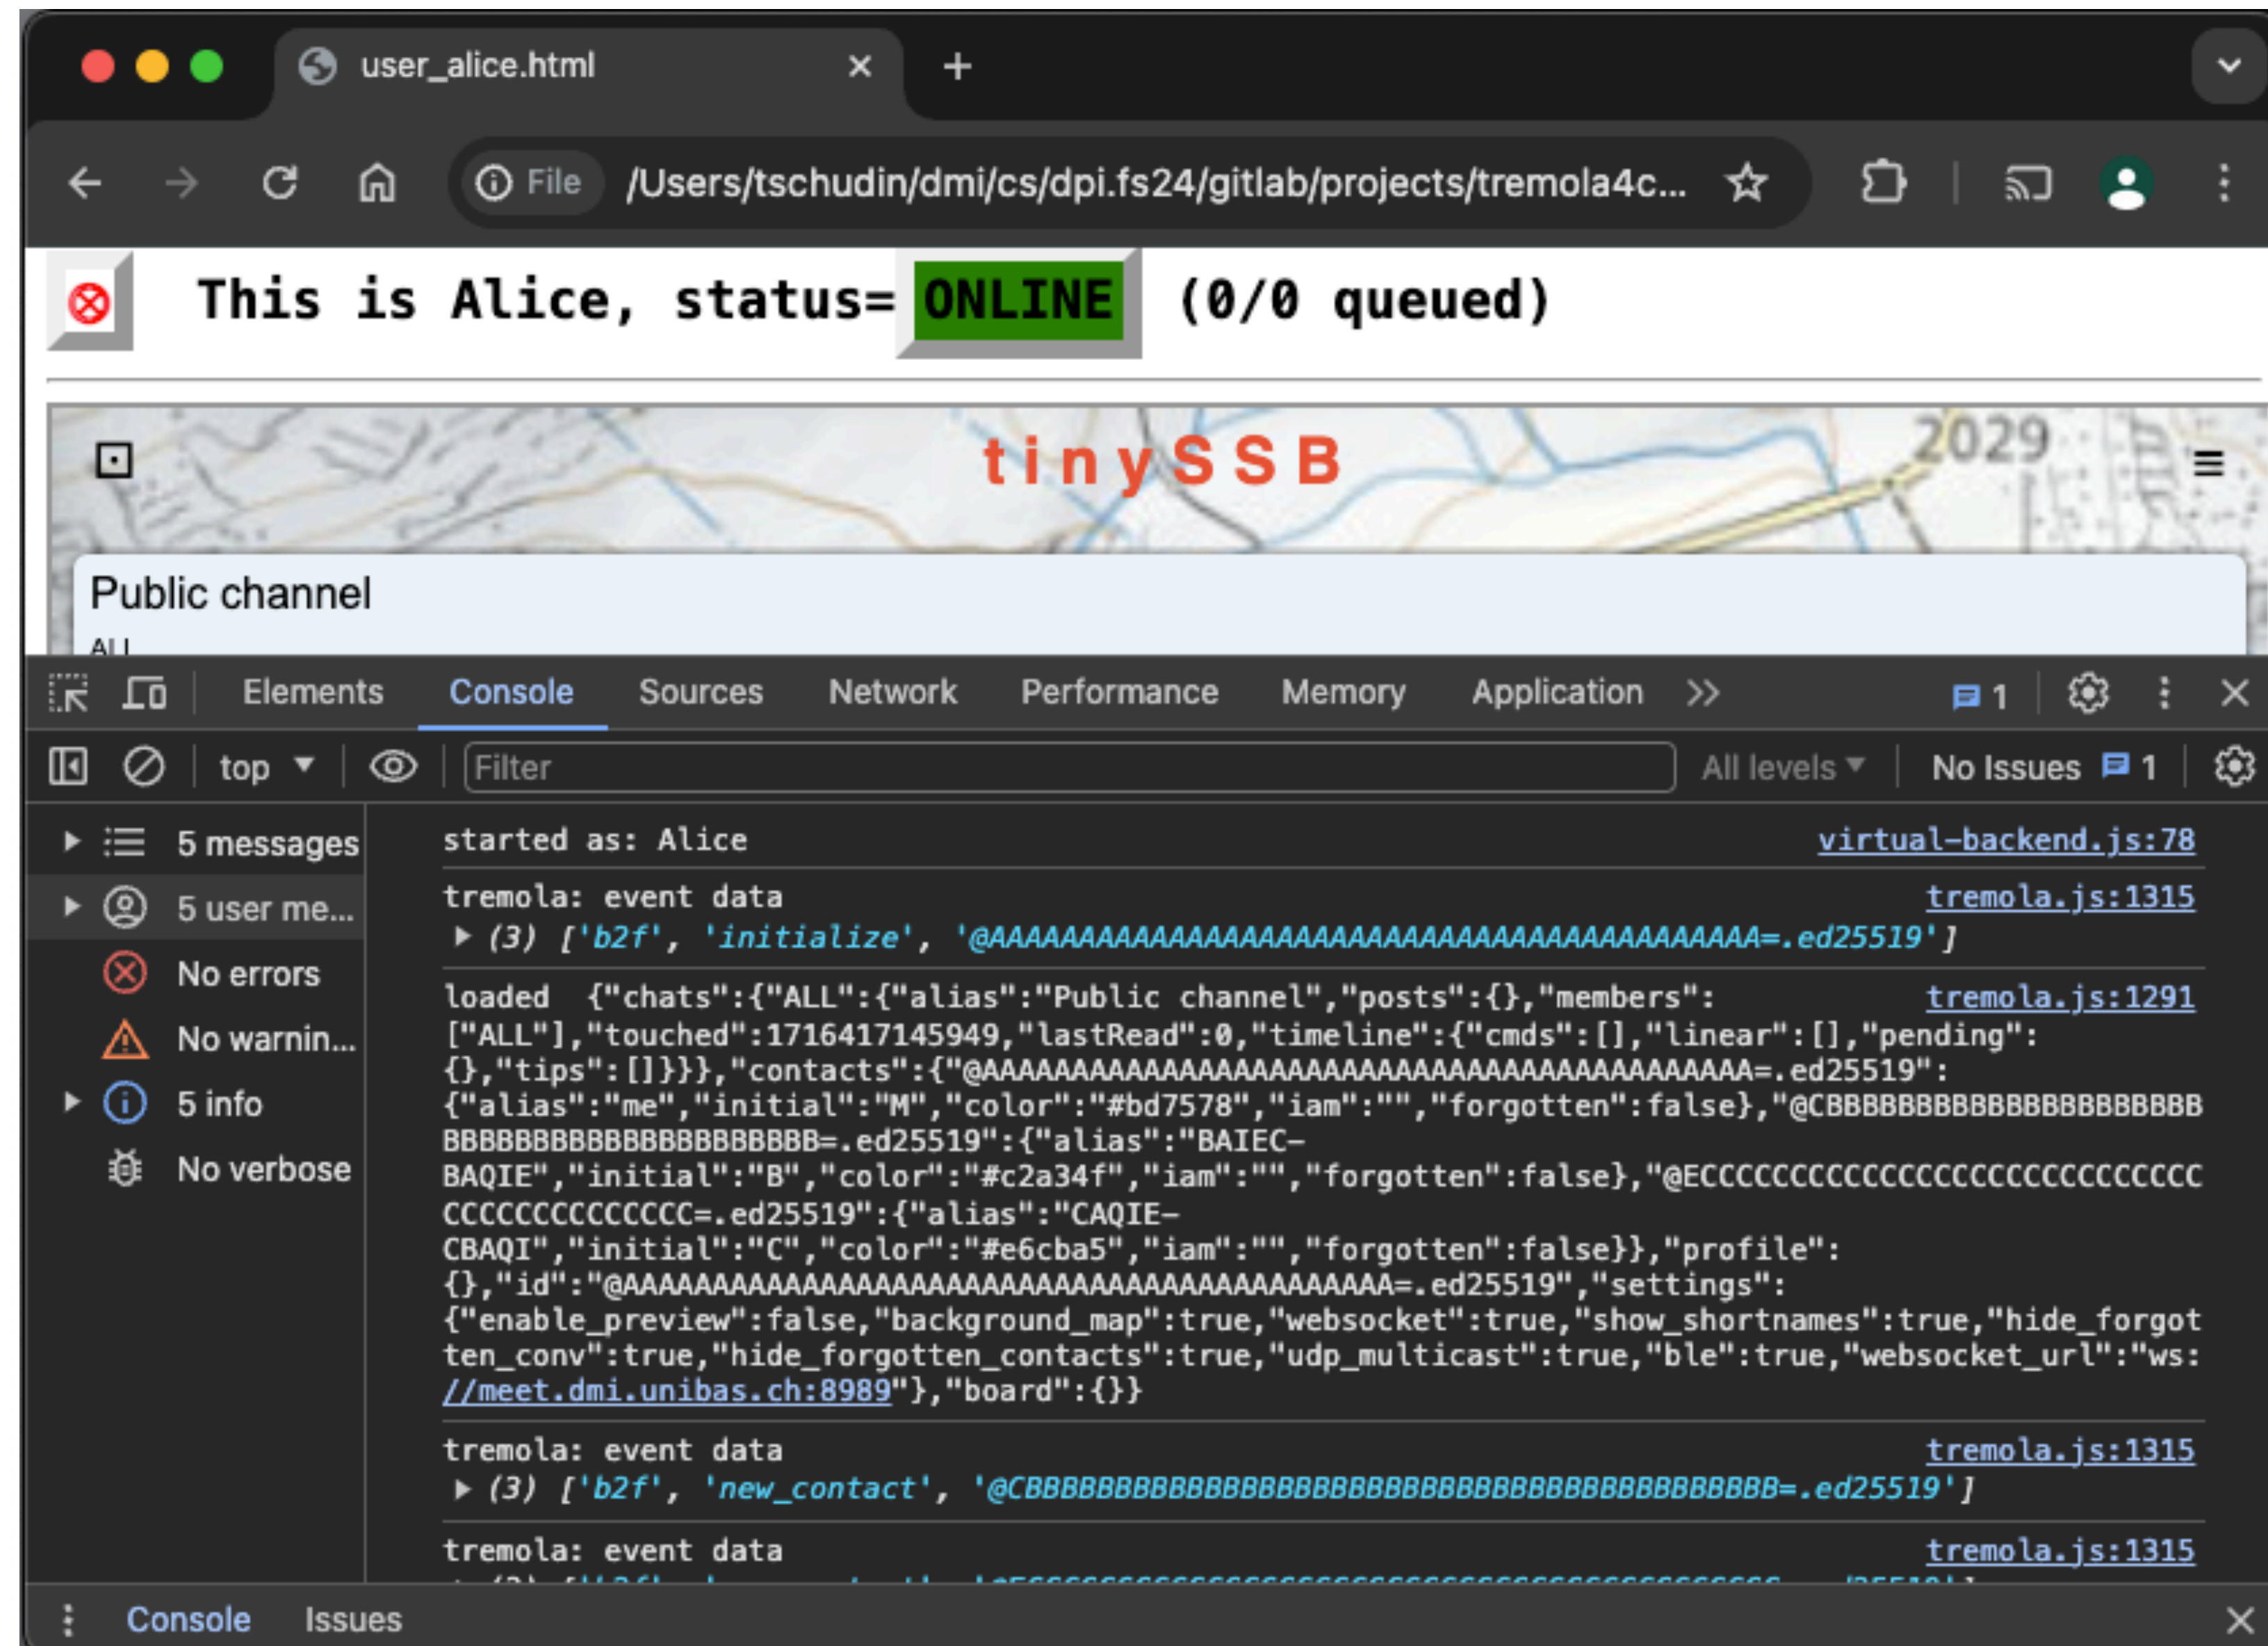 user_alice.html
File /Users/tschudin/dmi/cs/dpi.fs24/gitlab/projects/tremola4c...
This is Alice, status= ONLINE (0/0 queued)
2029
tinySSB
Public channel
ALL
Elements Console Sources Network Performance Memory Application 1
top Filter All levels No Issues 1
5 messages
5 user me...
No errors
No warnin...
5 info
No verbose
started as: Alice virtual-backend.js:78
tremola: event data tremola.js:1315
(3) ['b2f', 'initialize', '@AAAAAAAAAAAAAAAAAAAAAAAAAAAAAAAAAAAAAAAAAAA=.ed25519']
loaded {"chats":{"ALL":{"alias":"Public channel","posts":{},"members": tremola.js:1291
["ALL"],"touched":1716417145949,"lastRead":0,"timeline":{"cmds":[],"linear":[],"pending":
{},"tips":[]}}},"contacts":{"@AAAAAAAAAAAAAAAAAAAAAAAAAAAAAAAAAAAAAAAAAAA=.ed25519":
{"alias":"me","initial":"M","color":"#bd7578","iam":"","forgotten":false},"@CBBBBBBBBBBBBBBBBBBBBBB
BBBBBBBBBBBBBBBBBBBBB=.ed25519":{"alias":"BAIEC-
BAQIE","initial":"B","color":"#c2a34f","iam":"","forgotten":false},"@ECCCCCCCCCCCCCCCCCCCCCCCCCCCC
CCCCCCCCCCCCCC=.ed25519":{"alias":"CAQIE-
CBAQI","initial":"C","color":"#e6cba5","iam":"","forgotten":false}},"profile":
{},"id":"@AAAAAAAAAAAAAAAAAAAAAAAAAAAAAAAAAAAAAAAAAAA=.ed25519","settings":
{"enable_preview":false,"background_map":true,"websocket":true,"show_shortnames":true,"hide_forgot
ten_conv":true,"hide_forgotten_contacts":true,"udp_multicast":true,"ble":true,"websocket_url":"ws:
//meet.dmi.unibas.ch:8989"},"board":{}}
tremola: event data tremola.js:1315
(3) ['b2f', 'new_contact', '@CBBBBBBBBBBBBBBBBBBBBBBBBBBBBBBBBBBBBBBBBBB=.ed25519']
tremola: event data tremola.js:1315
Console Issues